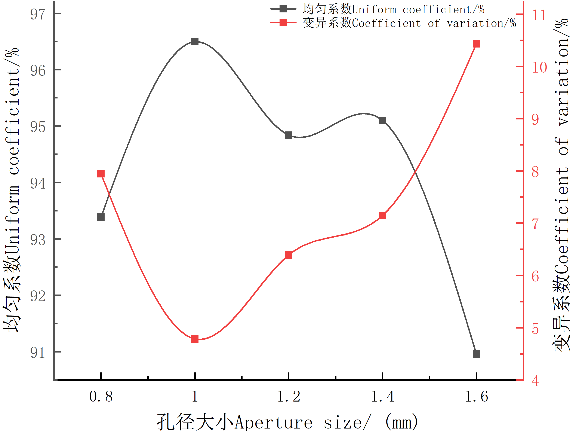 均匀系数Uniform coefficient/%
变异系数Coefficient of variation/%
97
96
95
94
93
92
91
均匀系数Uniform coefficient/%
11
10
9
8
7
6
5
4
变异系数Coefficient of variation/%
0.8 1 1.2 1.4 1.6
孔径大小Aperture size/ (mm)